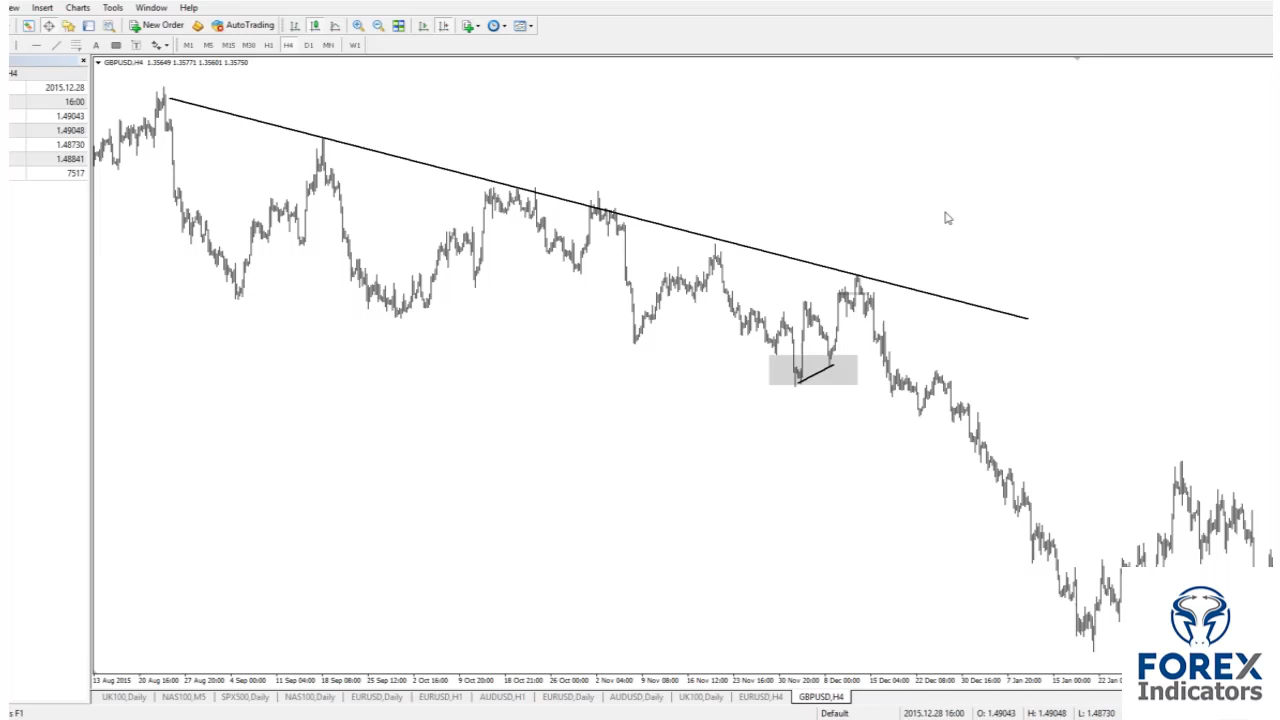 ew Insert Charts Tools Window Help
New Order AutoTrading
A T M1 M5 M15 M30 H1 H4 D1 MN W1
H4
GBPUSD,H4 1.35649 1.35771 1.35601 1.35750
2015.12.28
16:00
1.49043
1.49048
1.48730
1.48841
7517
13 Aug 2015 20 Aug 16:00 27 Aug 20:00 4 Sep 00:00 11 Sep 04:00 18 Sep 08:00 25 Sep 12:00 2 Oct 16:00 9 Oct 20:00 18 Oct 23:00 26 Oct 00:00 2 Nov 04:00 9 Nov 08:00 16 Nov 12:00 23 Nov 16:00 30 Nov 20:00 8 Dec 00:00 15 Dec 04:00 22 Dec 08:00 30 Dec 16:00 7 Jan 20:00 15 Jan 00:00 22 Jan 0
UK100,Daily NAS100,M5 SPX500,Daily NAS100,Daily EURUSD,Daily EURUSD,H1 AUDUSD,H1 EURUSD,Daily AUDUSD,Daily UK100,Daily EURUSD,H4 GBPUSD,H4
s F1 Default 2015.12.28 16:00 O: 1.49043 H: 1.49048 L: 1.48730
FOREX
Indicators